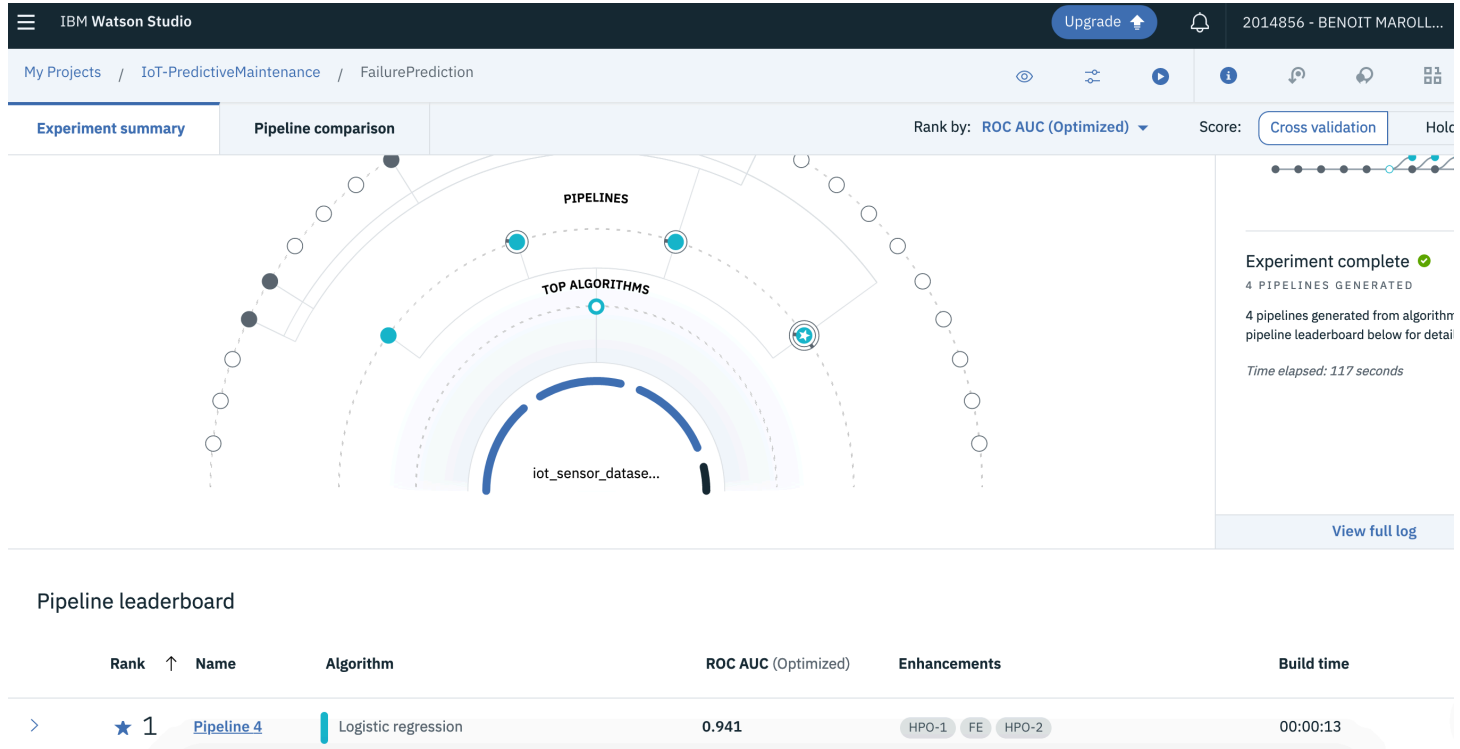 IBM Watson Studio
Upgrade
2014856 - BENOIT MAROLL...
My Projects / IoT-PredictiveMaintenance / FailurePrediction
Experiment summary
Pipeline comparison
Rank by: ROC AUC (Optimized)
Score: Cross validation
PIPELINES
TOP ALGORITHMS
iot_sensor_datase...
Experiment complete
4 PIPELINES GENERATED
4 pipelines generated from algorithm
pipeline leaderboard below for
Time elapsed: 117 seconds
View full log
Pipeline leaderboard
Rank ↑ Name Algorithm ROC AUC (Optimized) Enhancements Build time
1 Pipeline 4 Logistic regression 0.941 HPO-1 FE HPO-2 00:00:13